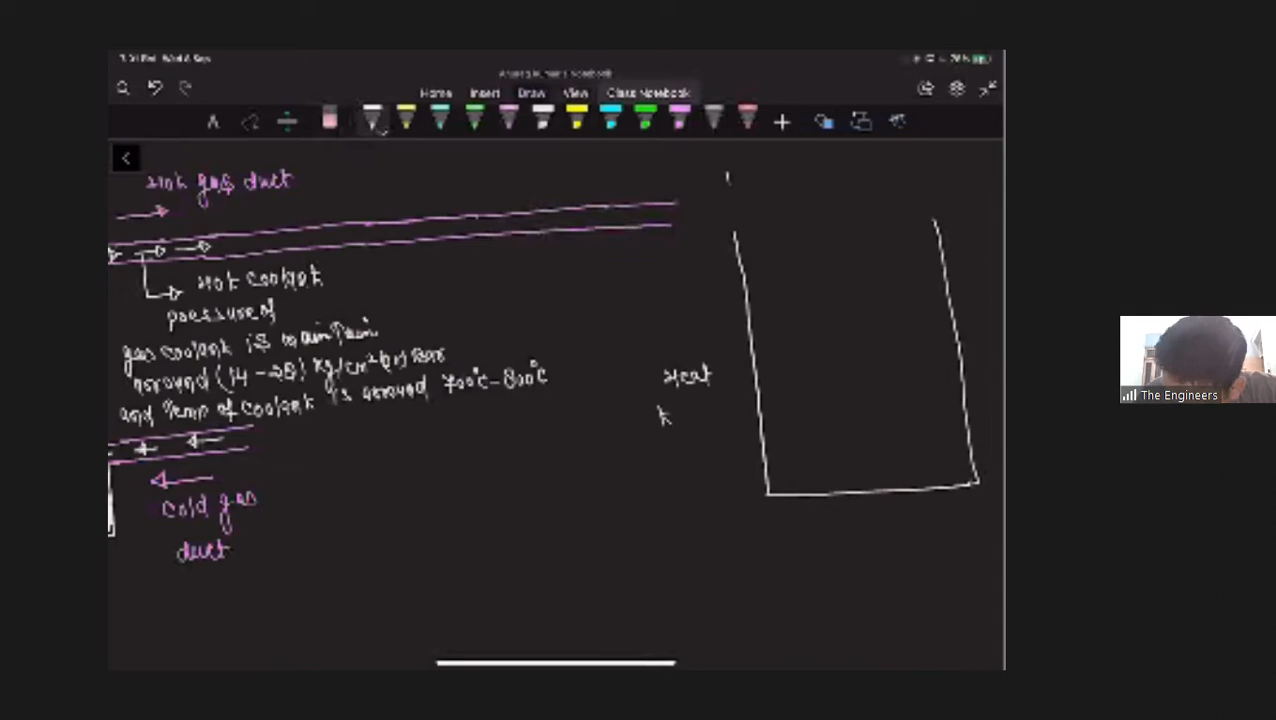 Home Insert Draw View Class Notebook
Hot gas duct
Hot coolant
pressure of
gas coolant is maintain
around (14 - 28) kg/cm² (or) Bar
and Temp of coolant is around 700°C - 800°C
Heat
cold gas
duct
The Engineers